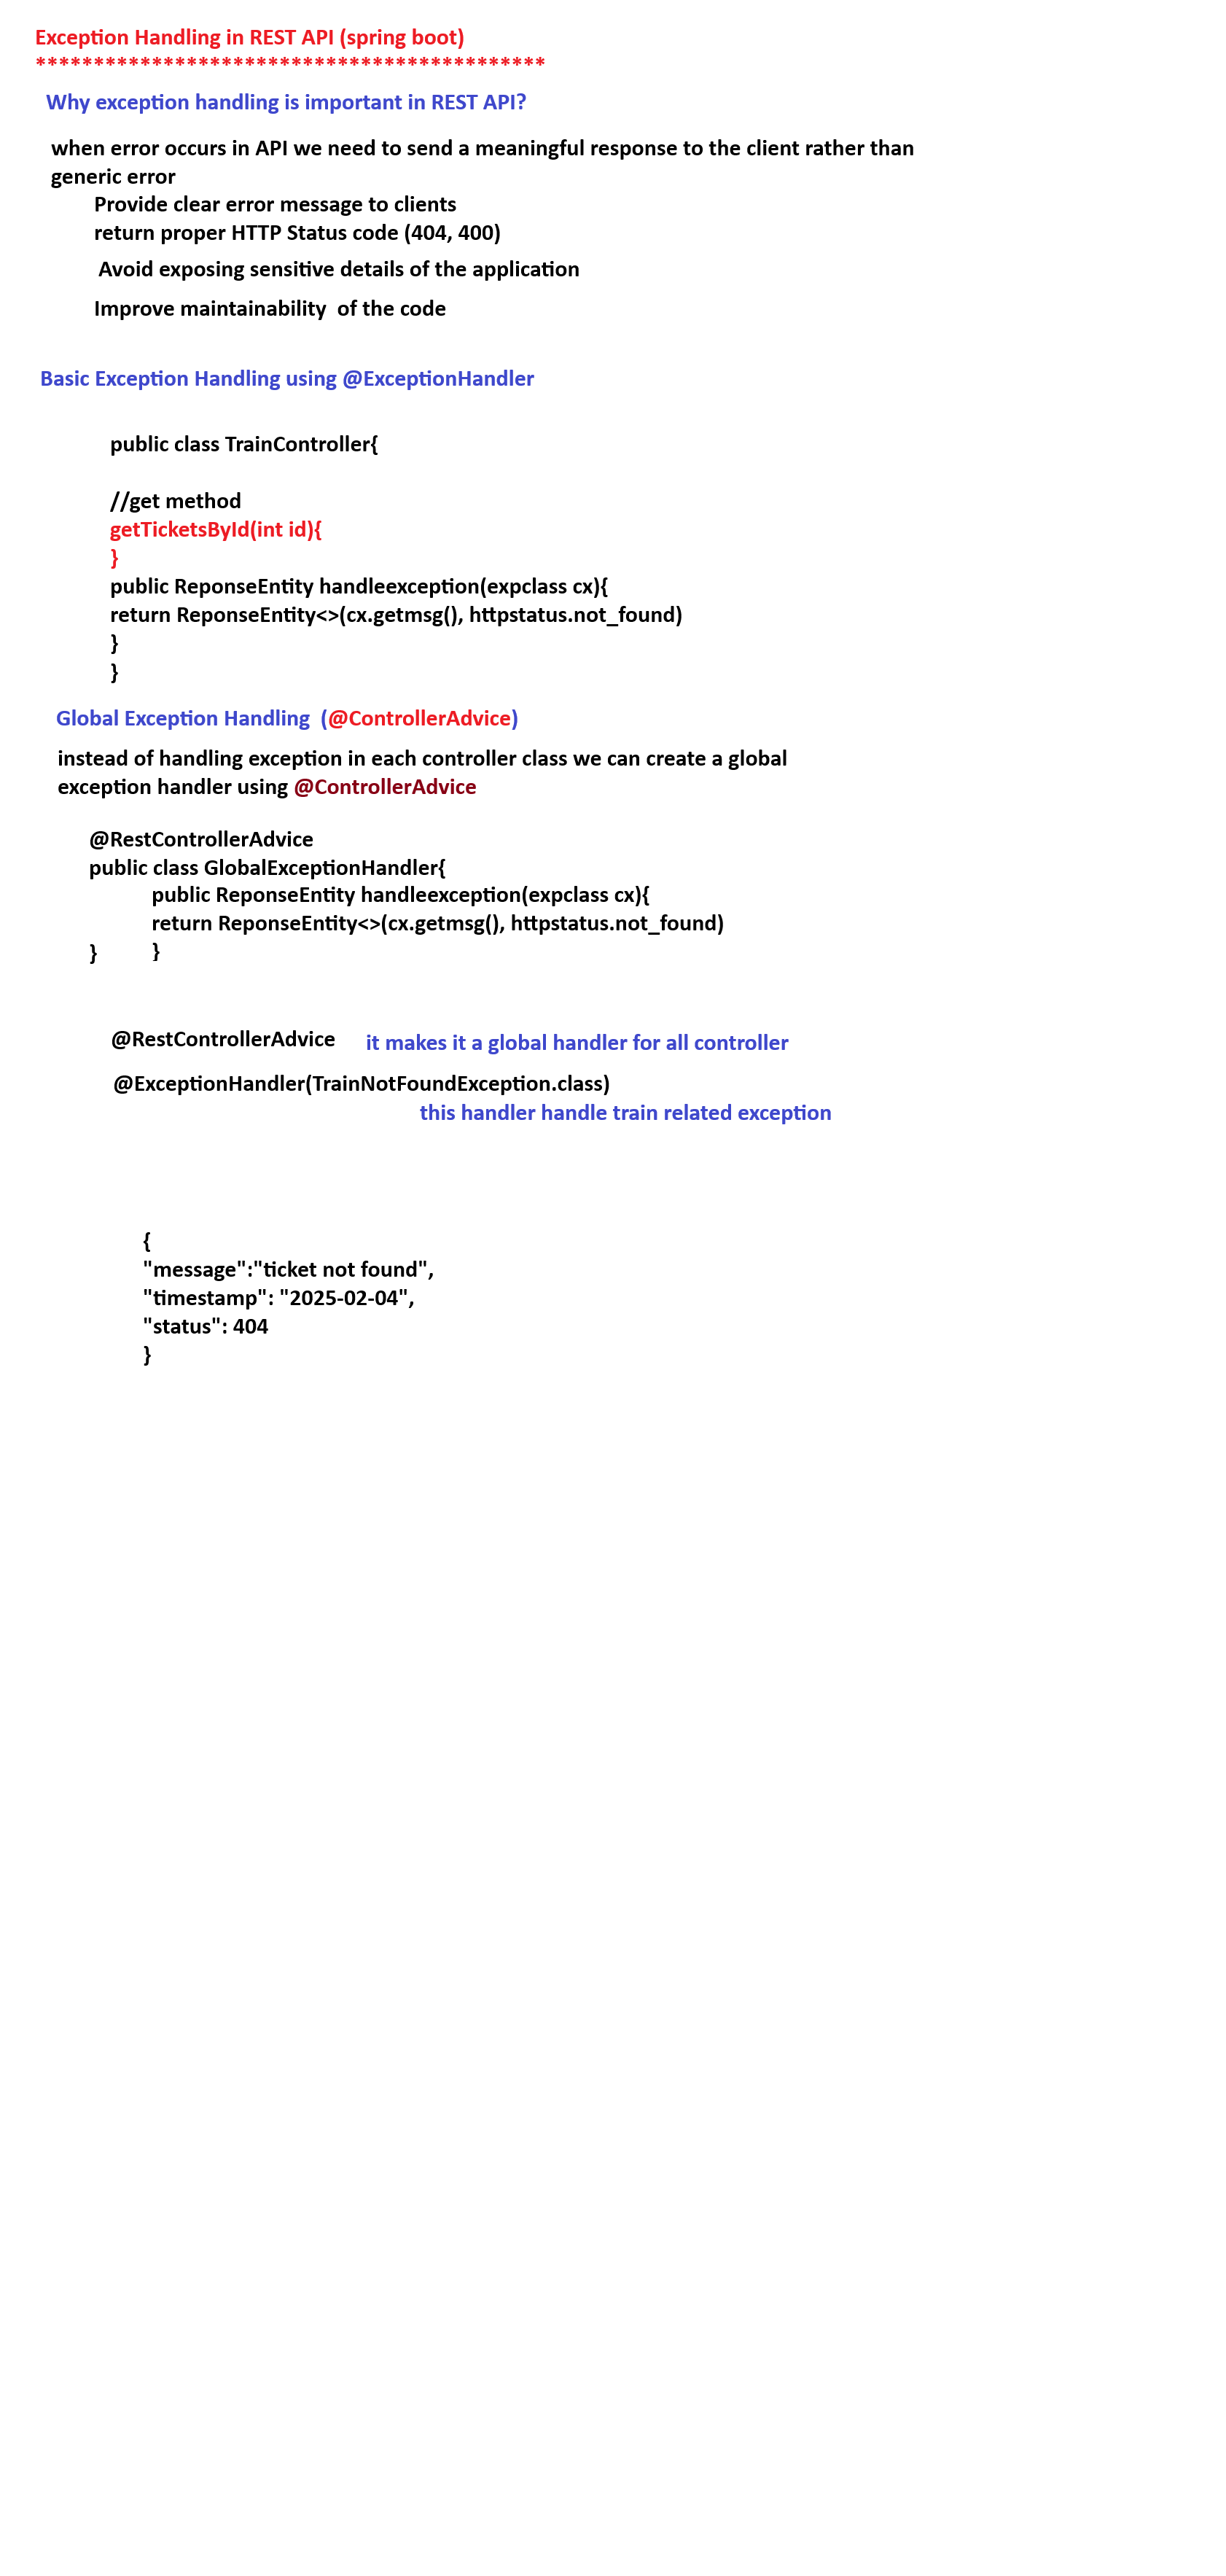 Exception Handling in REST API (spring boot)
********************************************
Why exception handling is important in REST API?
when error occurs in API we need to send a meaningful response to the client rather than
generic error
Provide clear error message to clients
return proper HTTP Status code (404, 400)
Avoid exposing sensitive details of the application
Improve maintainability  of the code
Basic Exception Handling using @ExceptionHandler
public class TrainController{
//get method
getTicketsById(int id){
}
public ReponseEntity handleexception(expclass cx){
return ReponseEntity<>(cx.getmsg(), httpstatus.not_found)
}
}
Global Exception Handling  (@ControllerAdvice)
instead of handling exception in each controller class we can create a global
exception handler using @ControllerAdvice
@RestControllerAdvice
public class GlobalExceptionHandler{
public ReponseEntity handleexception(expclass cx){
return ReponseEntity<>(cx.getmsg(), httpstatus.not_found)
} }
@RestControllerAdvice it makes it a global handler for all controller
@ExceptionHandler(TrainNotFoundException.class)
this handler handle train related exception
{
"message":"ticket not found",
"timestamp": "2025-02-04",
"status": 404
}